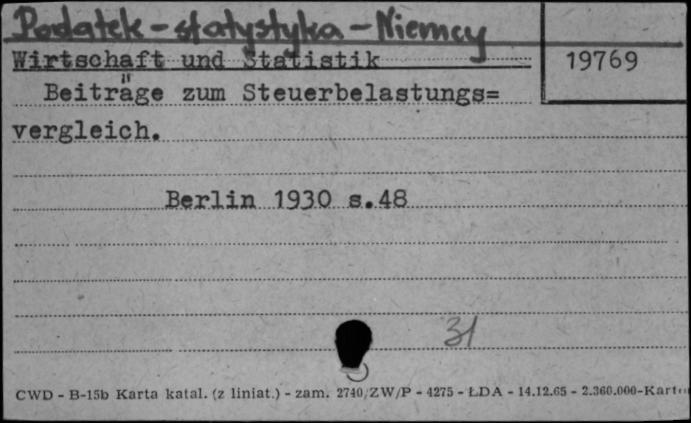 Podatek - statystyka - Niemcy
Wirtschaft und Statistik
19769
Beiträge zum Steuerbelastungs=
vergleich.
Berlin 1930 s.48
31
CWD - B-15b Karta katal. (z liniat.) - zam. 2740/ZW/P - 4275 - ŁDA - 14.12.65 - 2.360.000-Kart